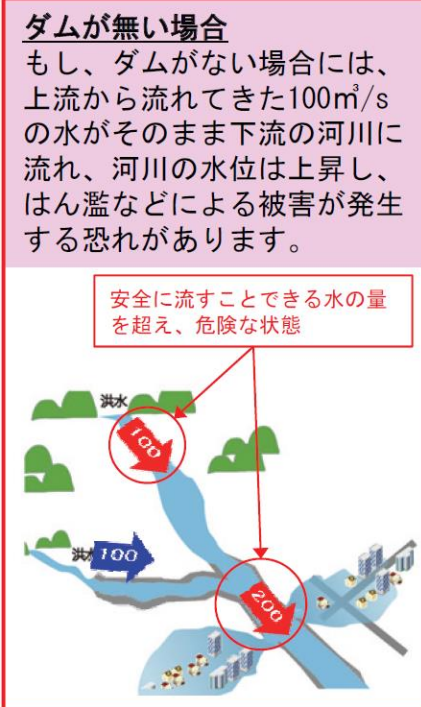 ダムが無い場合
もし、ダムがない場合には、
上流から流れてきた100㎥/s
の水がそのまま下流の河川に
流れ、河川の水位は上昇し、
はん濫などによる被害が発生
する恐れがあります。
安全に流すことできる水の量
を超え、危険な状態
洪水
100
洪水
100
200